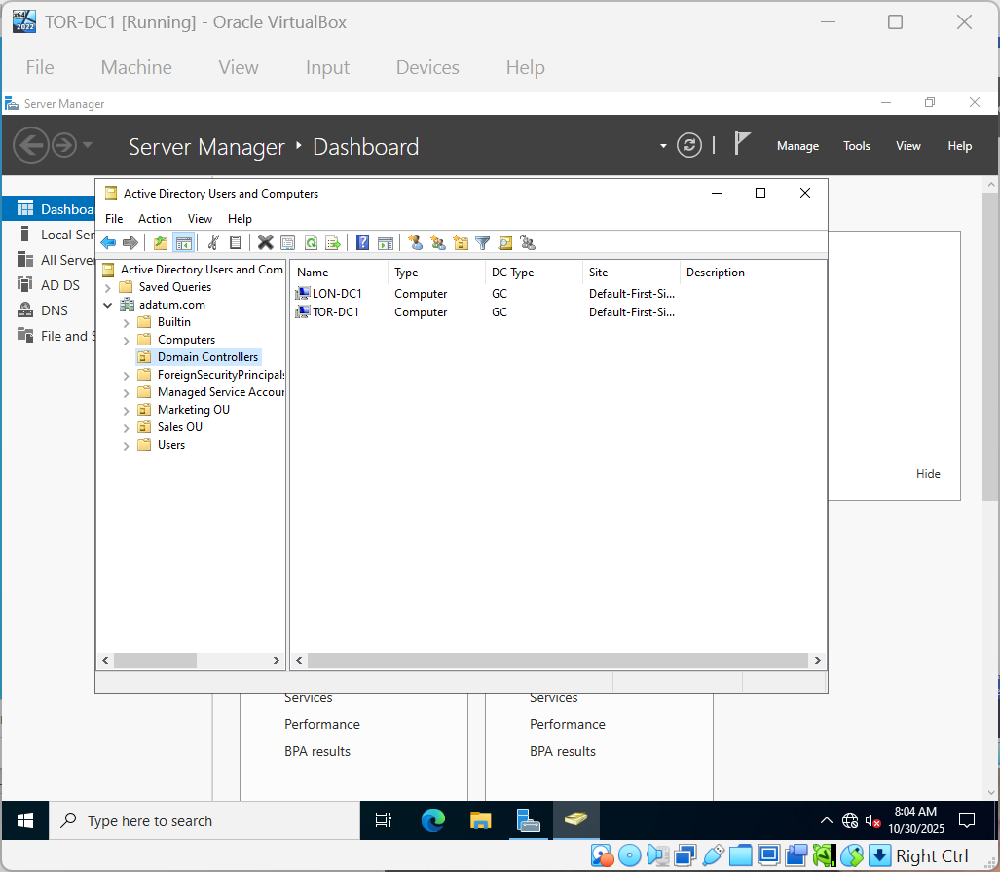 TOR-DC1 [Running] - Oracle VirtualBox
File Machine View Input Devices Help
Server Manager
Server Manager Dashboard
Manage Tools View Help
Active Directory Users and Computers
File Action View Help
Dashboa
Local Ser
All Server
AD DS
DNS
File and S
Active Directory Users and Com
Saved Queries
adatum.com
Builtin
Computers
Domain Controllers
ForeignSecurityPrincipals
Managed Service Accour
Marketing OU
Sales OU
Users
Name Type DC Type Site Description
LON-DC1 Computer GC Default-First-Si...
TOR-DC1 Computer GC Default-First-Si...
Hide
Services Services
Performance Performance
BPA results BPA results
Type here to search
8:04 AM
10/30/2025
Right Ctrl